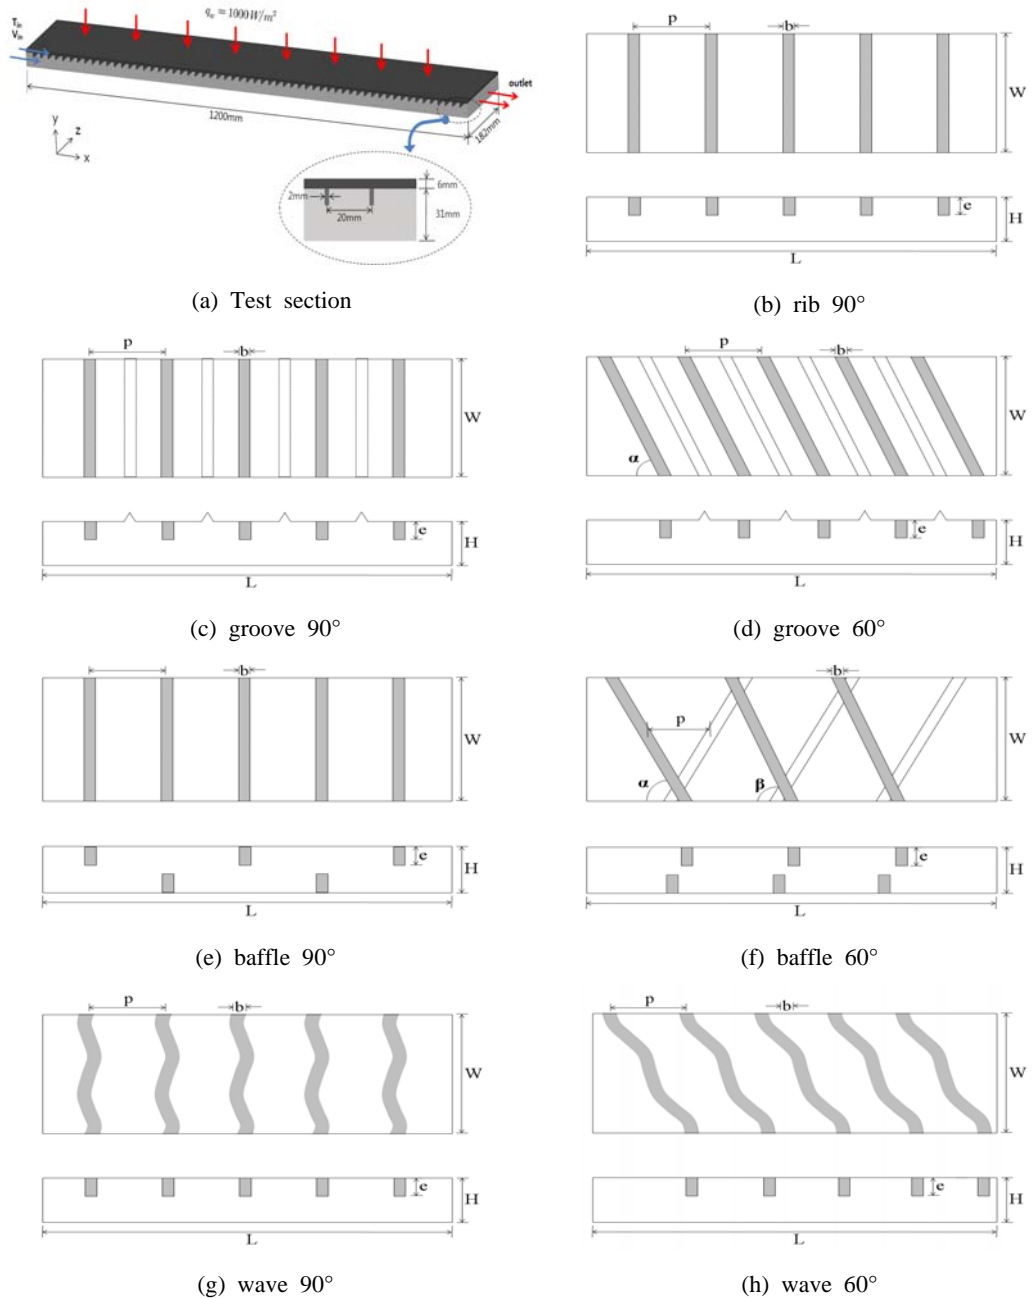 q_w = 1000 W/m²
T_in
V_in
outlet
1200mm
182mm
y
z
x
2mm
6mm
20mm
31mm
(a) Test section
p
b
W
e
H
L
(b) rib 90°
p
b
W
e
H
L
(c) groove 90°
p
b
W
α
e
H
L
(d) groove 60°
b
W
e
H
L
(e) baffle 90°
b
p
W
α
β
e
H
L
(f) baffle 60°
p
b
W
e
H
L
(g) wave 90°
p
b
W
e
H
L
(h) wave 60°